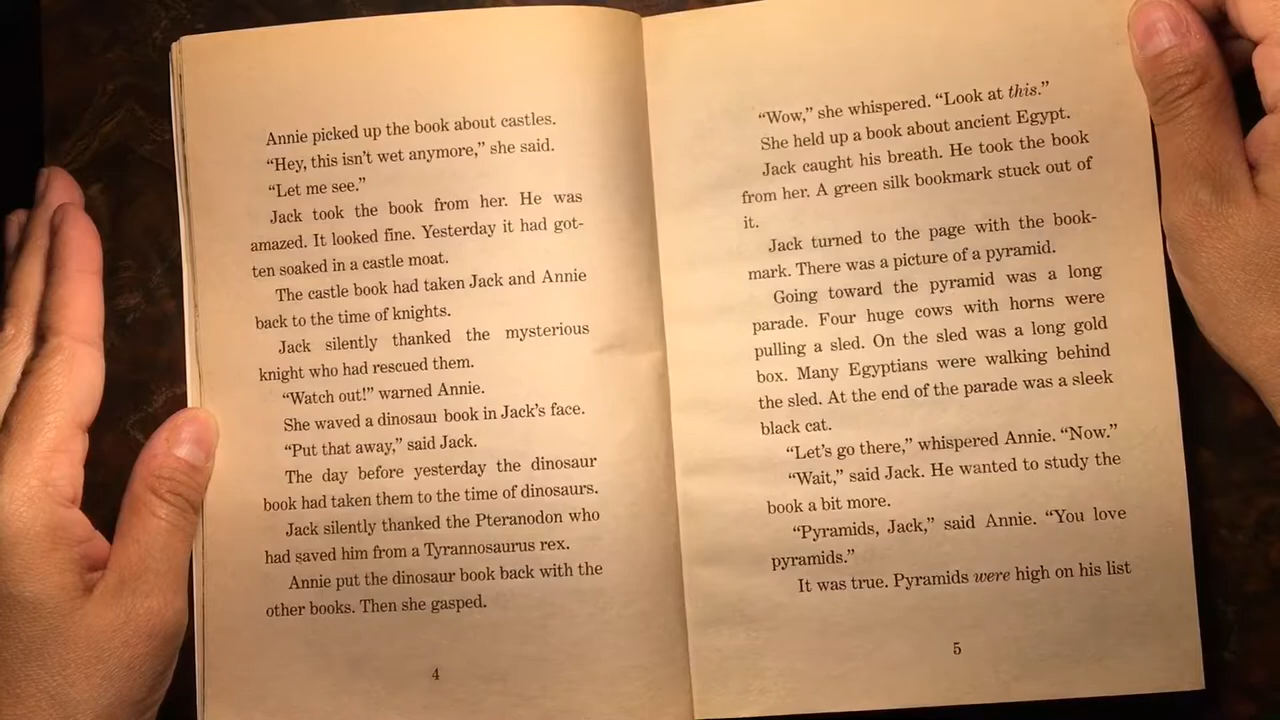 Annie picked up the book about castles.
“Hey, this isn’t wet anymore,” she said.
“Let me see.”
Jack took the book from her. He was
amazed. It looked fine. Yesterday it had got-
ten soaked in a castle moat.
The castle book had taken Jack and Annie
back to the time of knights.
Jack silently thanked the mysterious
knight who had rescued them.
“Watch out!” warned Annie.
She waved a dinosaur book in Jack’s face.
“Put that away,” said Jack.
The day before yesterday the dinosaur
book had taken them to the time of dinosaurs.
Jack silently thanked the Pteranodon who
had saved him from a Tyrannosaurus rex.
Annie put the dinosaur book back with the
other books. Then she gasped.
4
“Wow,” she whispered. “Look at this.”
She held up a book about ancient Egypt.
Jack caught his breath. He took the book
from her. A green silk bookmark stuck out of
it.
Jack turned to the page with the book-
mark. There was a picture of a pyramid.
Going toward the pyramid was a long
parade. Four huge cows with horns were
pulling a sled. On the sled was a long gold
box. Many Egyptians were walking behind
the sled. At the end of the parade was a sleek
black cat.
“Let’s go there,” whispered Annie. “Now.”
“Wait,” said Jack. He wanted to study the
book a bit more.
“Pyramids, Jack,” said Annie. “You love
pyramids.”
It was true. Pyramids were high on his list
5